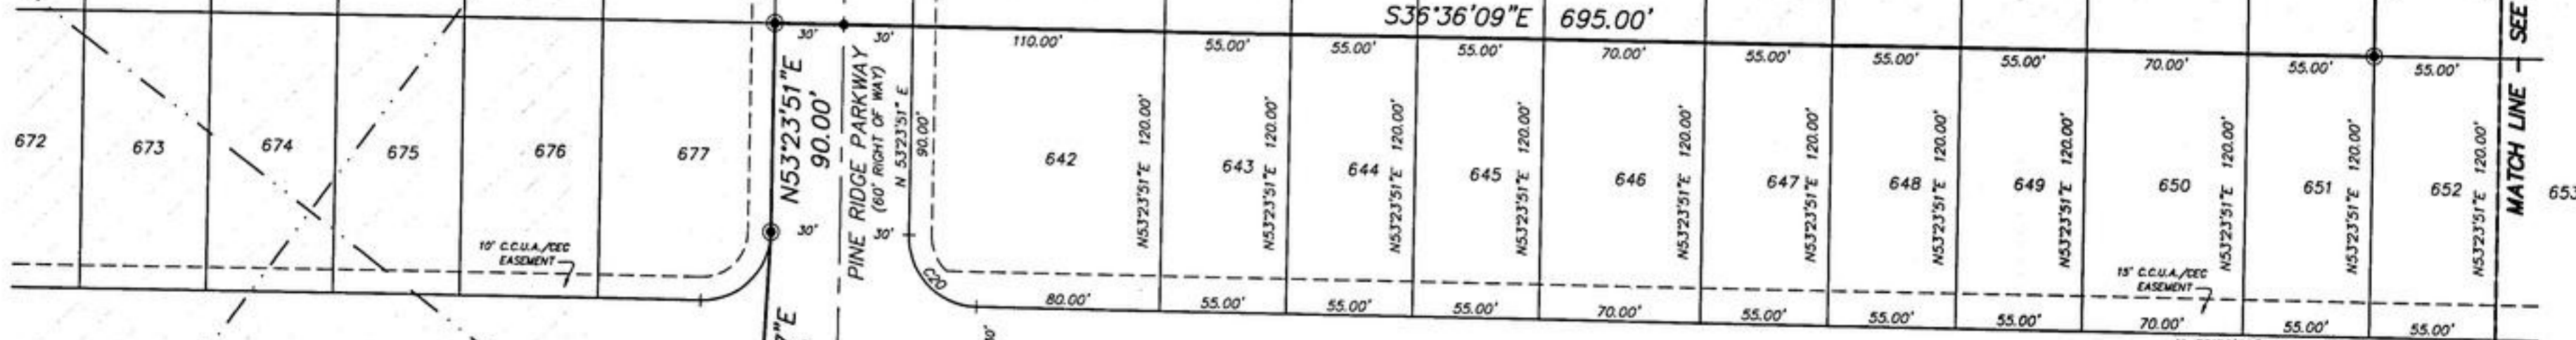 S36°36'09"E 695.00'
MATCH LINE - SEE
30'
30'
110.00'
55.00'
55.00'
55.00'
70.00'
55.00'
55.00'
55.00'
70.00'
55.00'
55.00'
N53°23'51"E
90.00'
PINE RIDGE PARKWAY
(60' RIGHT OF WAY)
N 53°23'51" E
90.00'
672
673
674
675
676
677
642
N53°23'51"E 120.00'
643
N53°23'51"E 120.00'
644
N53°23'51"E 120.00'
645
N53°23'51"E 120.00'
646
N53°23'51"E 120.00'
647
N53°23'51"E 120.00'
648
N53°23'51"E 120.00'
649
N53°23'51"E 120.00'
650
N53°23'51"E 120.00'
651
N53°23'51"E 120.00'
652
N53°23'51"E 120.00'
653
30'
30'
10' C.C.U.A./CEC
EASEMENT
C20
15' C.C.U.A./CEC
EASEMENT
80.00'
55.00'
55.00'
55.00'
70.00'
55.00'
55.00'
55.00'
70.00'
55.00'
55.00'